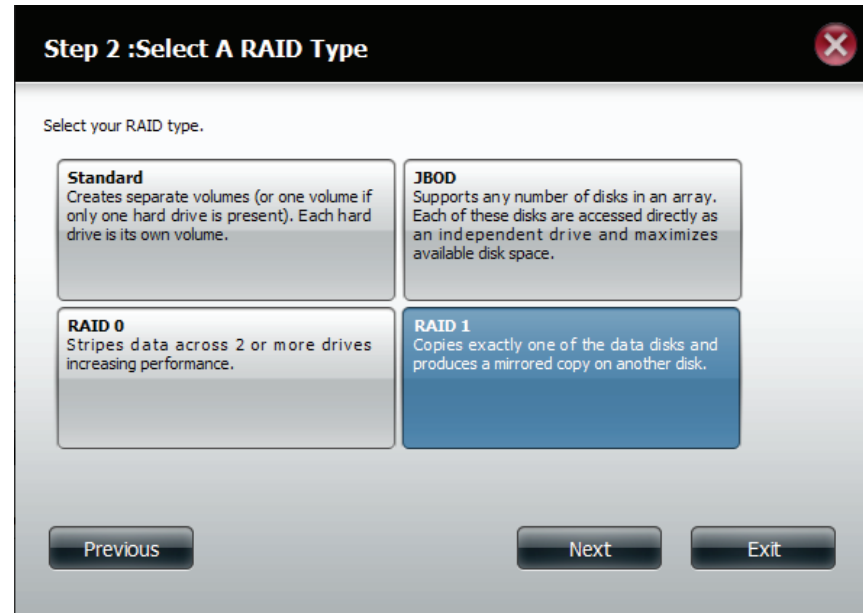 Step 2 :Select A RAID Type
Select your RAID type.
Standard
Creates separate volumes (or one volume if
only one hard drive is present). Each hard
drive is its own volume.
JBOD
Supports any number of disks in an array.
Each of these disks are accessed directly as
an independent drive and maximizes
available disk space.
RAID 0
Stripes data across 2 or more drives
increasing performance.
RAID 1
Copies exactly one of the data disks and
produces a mirrored copy on another disk.
Previous
Next
Exit